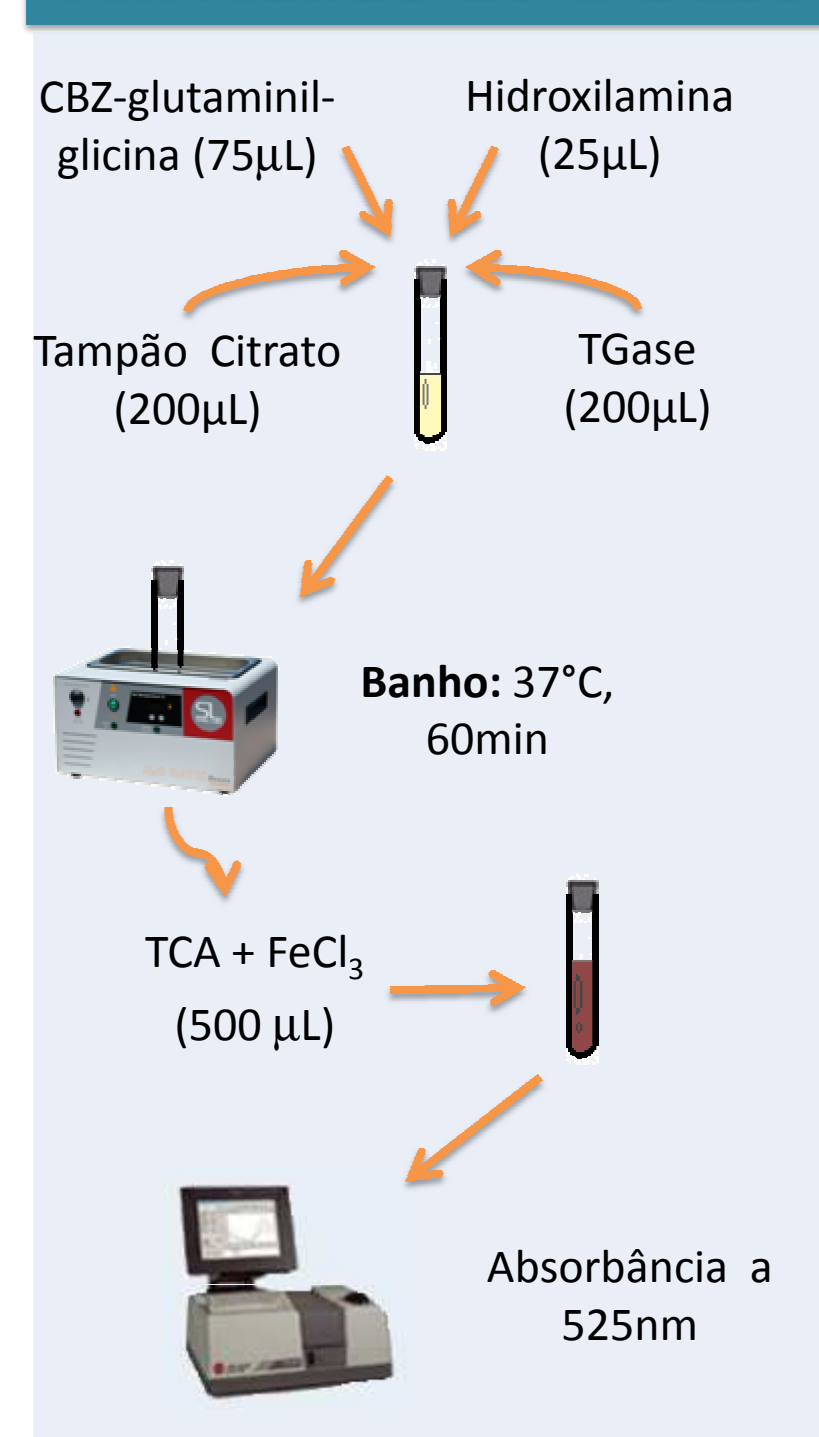 CBZ-glutaminil-
glicina (75µL)
Hidroxilamina
(25µL)
Tampão Citrato
(200µL)
TGase
(200µL)
Banho: 37°C,
60min
TCA + FeCl₃
(500 µL)
Absorbância a
525nm